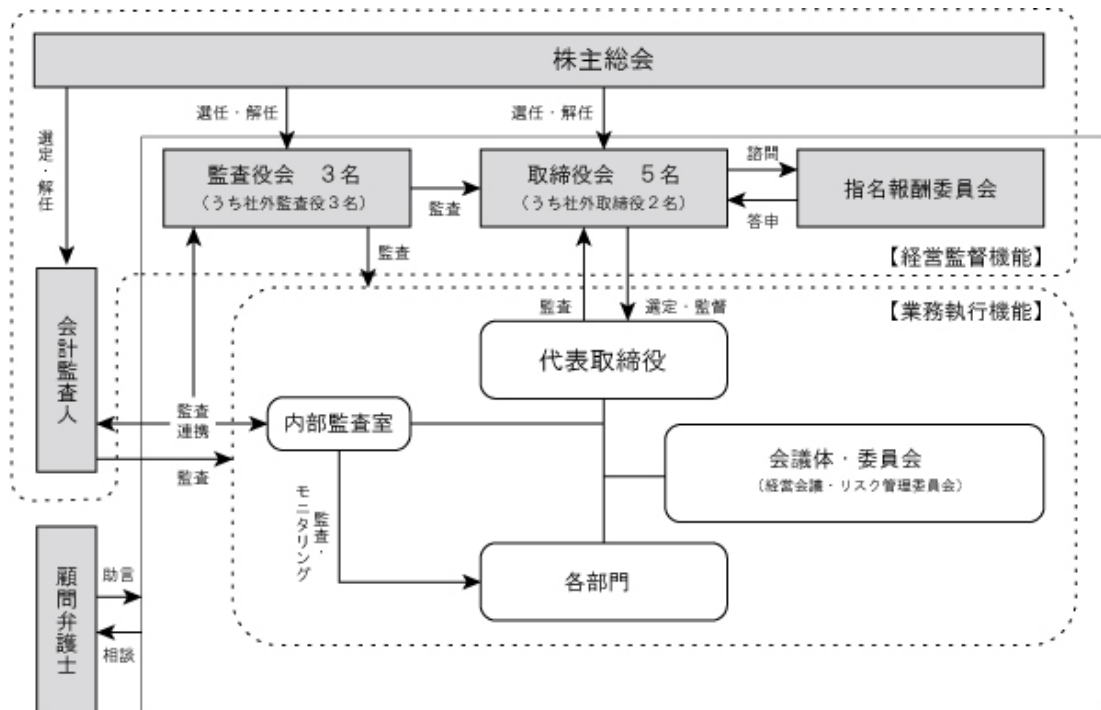 株主総会
選任・解任
選任・解任
選定・解任
監査役会 3名
（うち社外監査役3名）
監査
取締役会 5名
（うち社外取締役2名）
諮問
答申
指名報酬委員会
監査
【経営監督機能】
監査
選定・監督
【業務執行機能】
会計監査人
代表取締役
監査
連携
内部監査室
監査
会議体・委員会
（経営会議・リスク管理委員会）
監査・
モニタリング
各部門
顧問弁護士
助言
相談